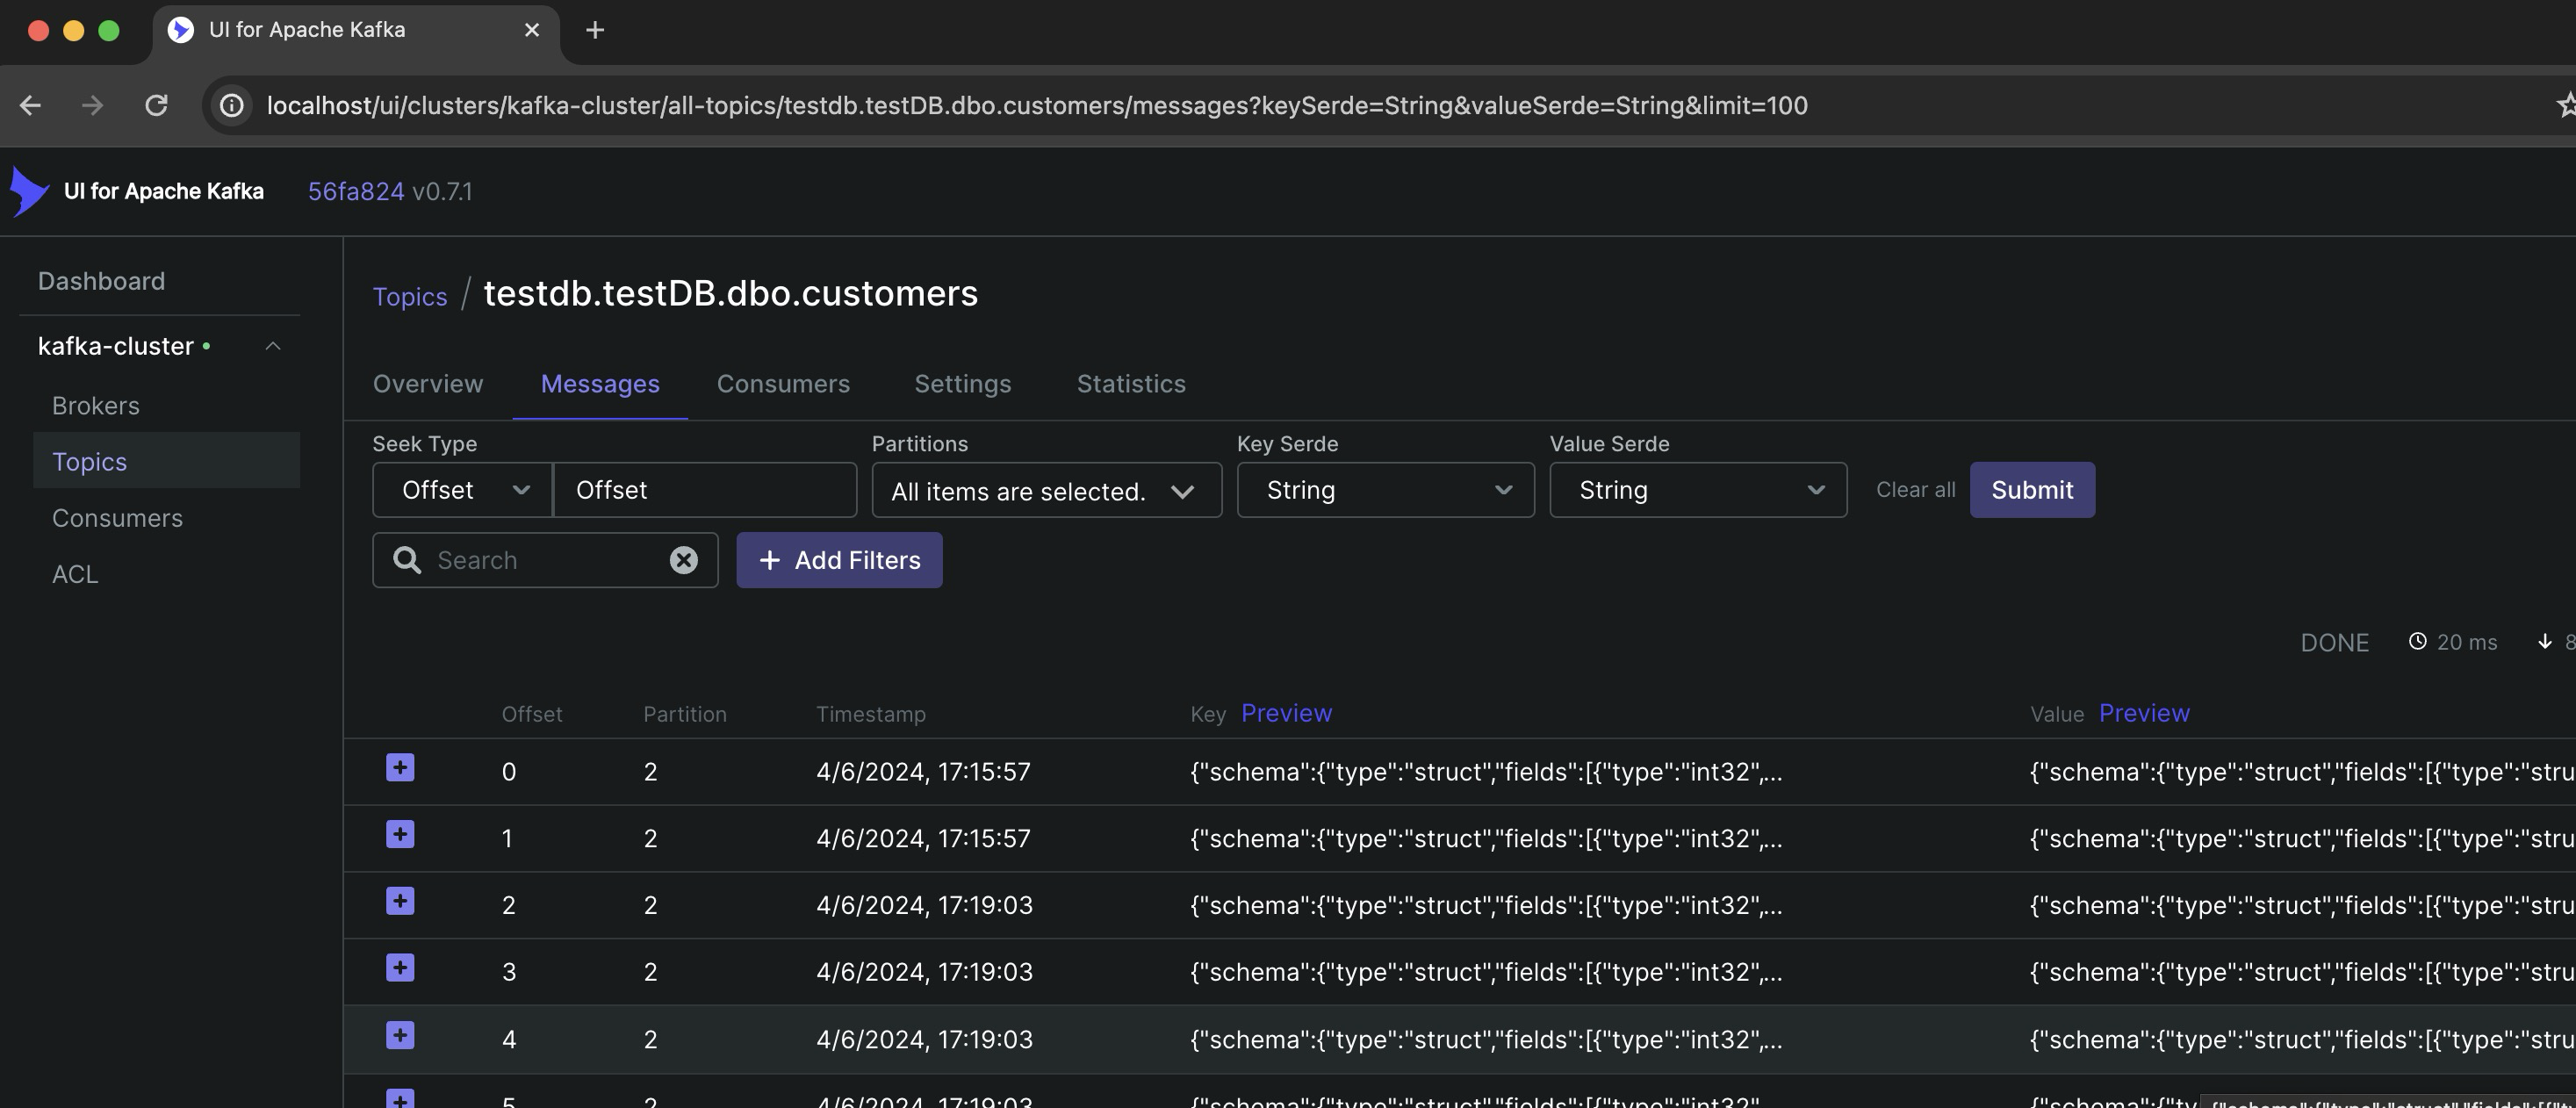 UI for Apache Kafka
localhost/ui/clusters/kafka-cluster/all-topics/testdb.testDB.dbo.customers/messages?keySerde=String&valueSerde=String&limit=100
UI for Apache Kafka 56fa824 v0.7.1
Dashboard
kafka-cluster
Brokers
Topics
Consumers
ACL
Topics / testdb.testDB.dbo.customers
Overview Messages Consumers Settings Statistics
Seek Type Partitions Key Serde Value Serde
Offset Offset All items are selected. String String Clear all Submit
Search + Add Filters
DONE 20 ms 8
Offset Partition Timestamp Key Preview Value Preview
0 2 4/6/2024, 17:15:57 {"schema":{"type":"struct","fields":[{"type":"int32",... {"schema":{"type":"struct","fields":[{"type":"stru
1 2 4/6/2024, 17:15:57 {"schema":{"type":"struct","fields":[{"type":"int32",... {"schema":{"type":"struct","fields":[{"type":"stru
2 2 4/6/2024, 17:19:03 {"schema":{"type":"struct","fields":[{"type":"int32",... {"schema":{"type":"struct","fields":[{"type":"stru
3 2 4/6/2024, 17:19:03 {"schema":{"type":"struct","fields":[{"type":"int32",... {"schema":{"type":"struct","fields":[{"type":"stru
4 2 4/6/2024, 17:19:03 {"schema":{"type":"struct","fields":[{"type":"int32",... {"schema":{"type":"struct","fields":[{"type":"stru
5 2 4/6/2024, 17:19:03 {"schema":{"type":"struct","fields":[{"type":"int32",...